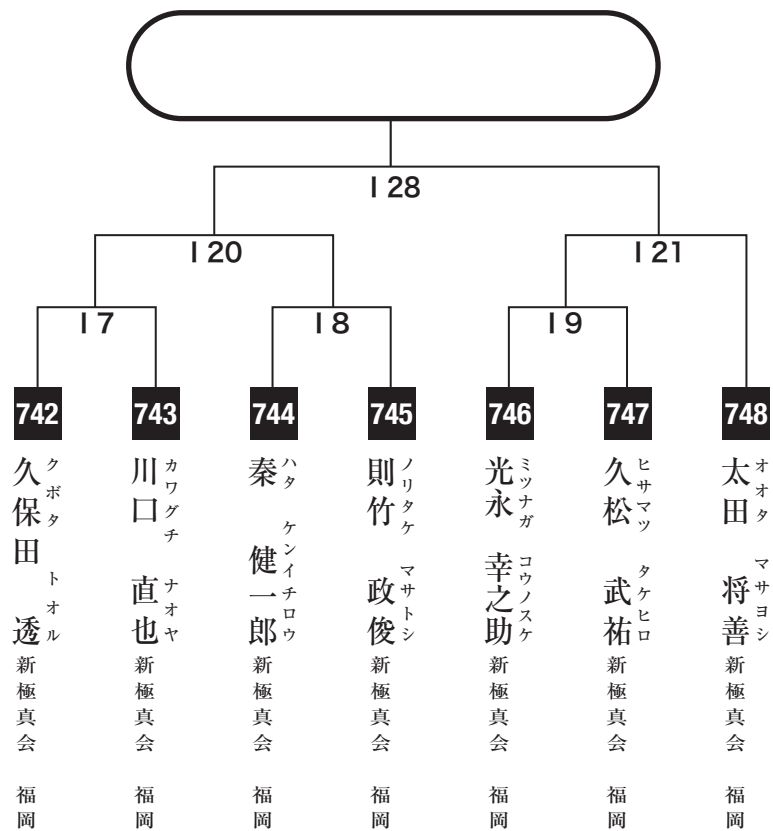 I 28
I 20
I 21
I 7
I 8
I 9
742
743
744
745
746
747
748
久保田 透
クボタ トオル
新極真会 福岡
川口 直也
カワグチ ナオヤ
新極真会 福岡
秦 健一郎
ハタ ケンイチロウ
新極真会 福岡
則竹 政俊
ノリタケ マサトシ
新極真会 福岡
光永 幸之助
ミツナガ コウノスケ
新極真会 福岡
久松 武祐
ヒサマツ タケヒロ
新極真会 福岡
太田 将善
オオタ マサヨシ
新極真会 福岡